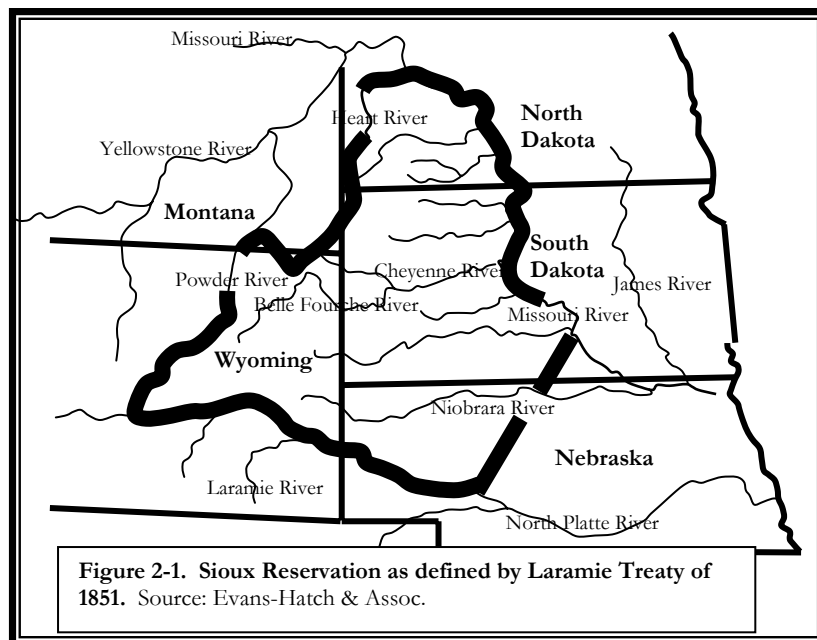 Missouri River
North
Dakota
Heart River
Yellowstone River
Montana
South
Dakota
Cheyenne River
Powder River
James River
Belle Fourche River
Missouri River
Wyoming
Niobrara River
Nebraska
Laramie River
North Platte River
Figure 2-1. Sioux Reservation as defined by Laramie Treaty of
1851. Source: Evans-Hatch & Assoc.